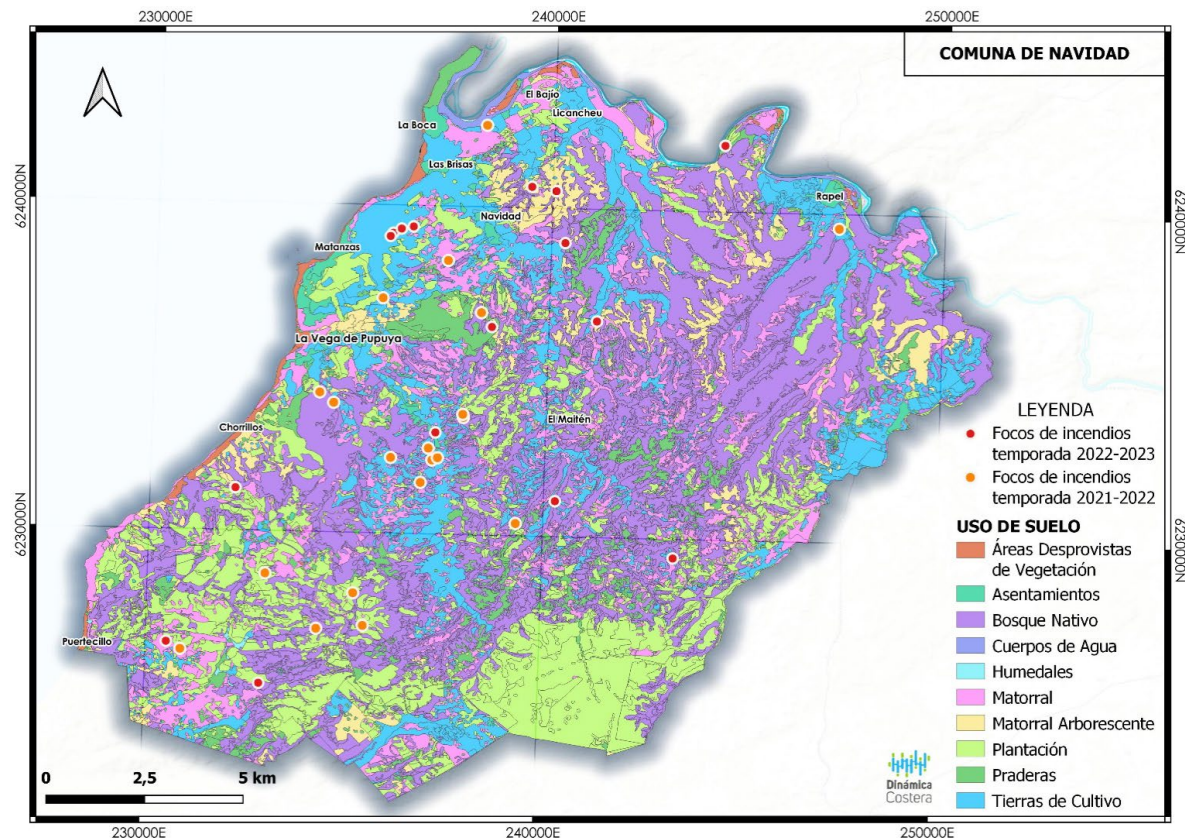 230000E
240000E
250000E
COMUNA DE NAVIDAD
El Bajío
Licancheu
La Boca
Las Brisas
Rapel
6240000N
6240000N
Navidad
Matanzas
La Vega de Pupuya
El Maitén
Chorrillos
6230000N
6230000N
Puertecillo
LEYENDA
Focos de incendios
temporada 2022-2023
Focos de incendios
temporada 2021-2022
USO DE SUELO
Áreas Desprovistas
de Vegetación
Asentamientos
Bosque Nativo
Cuerpos de Agua
Humedales
Matorral
Matorral Arborescente
Plantación
Praderas
Tierras de Cultivo
Dinámica
Costera
0 2,5 5 km
230000E
240000E
250000E